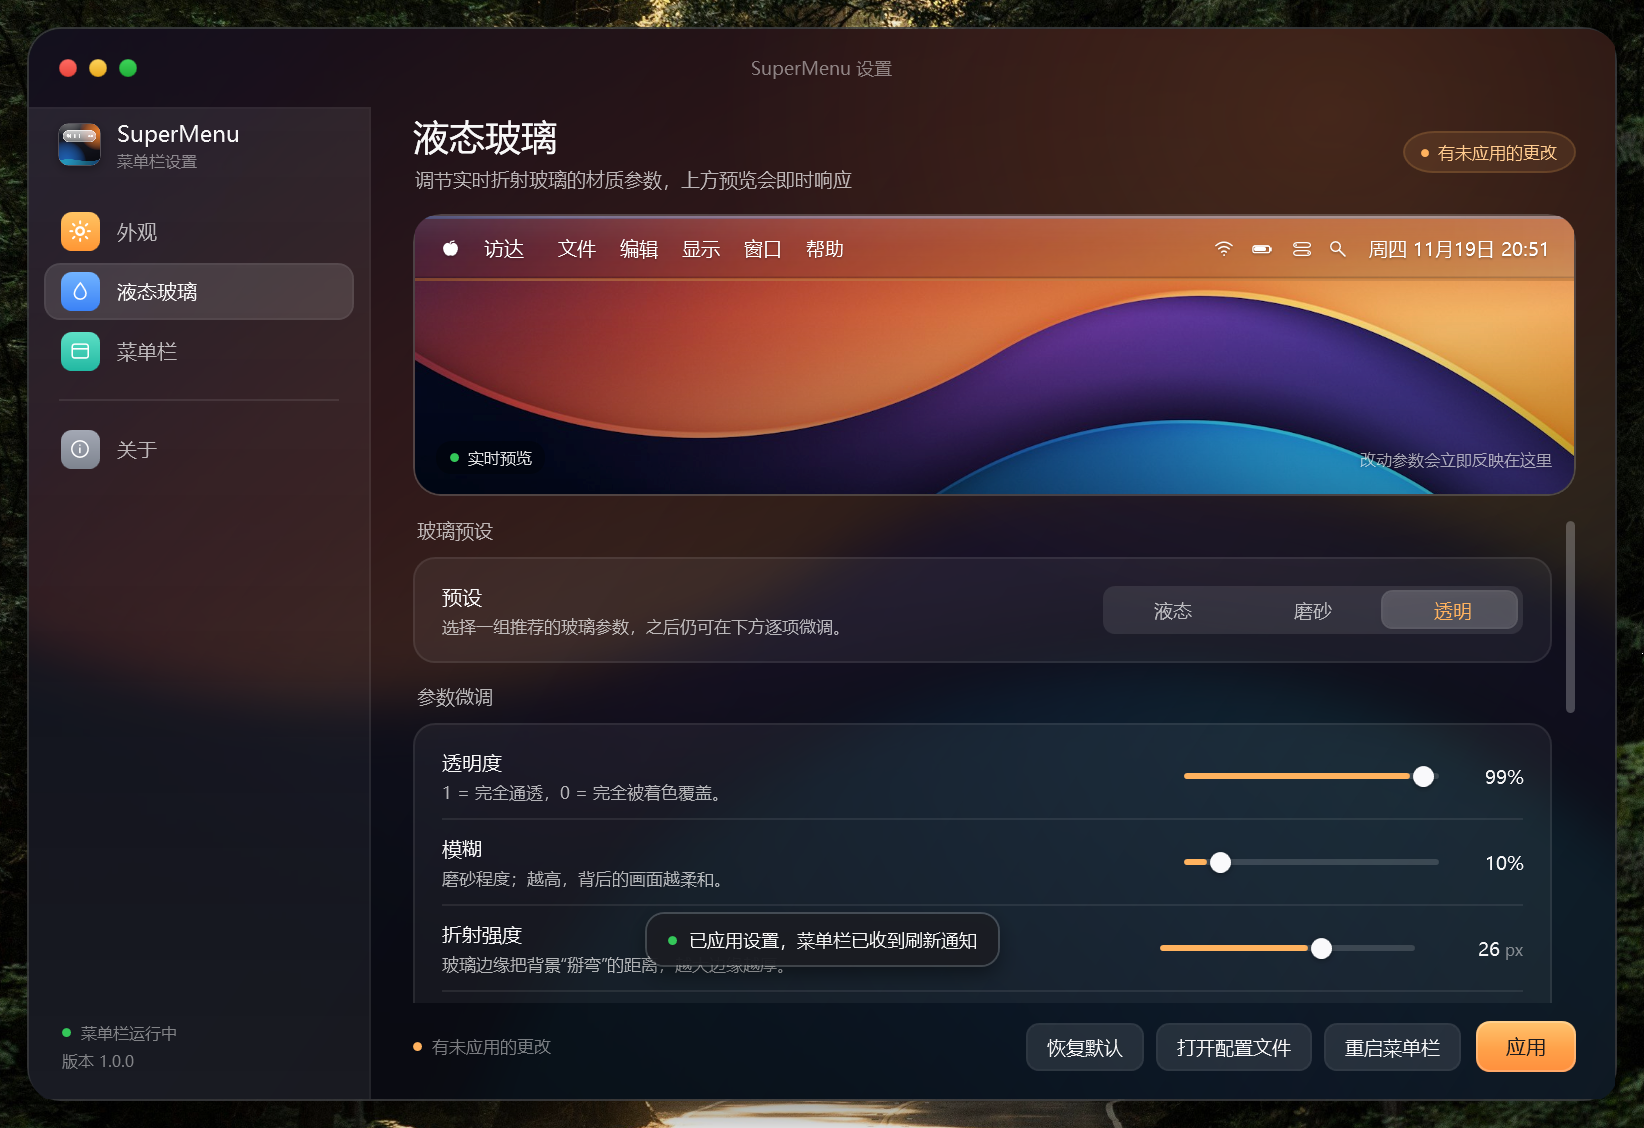 SuperMenu 设置
SuperMenu
菜单栏设置
外观
液态玻璃
菜单栏
关于
菜单栏运行中
版本 1.0.0
液态玻璃
调节实时折射玻璃的材质参数，上方预览会即时响应
有未应用的更改
访达 文件 编辑 显示 窗口 帮助 周四 11月19日 20:51
实时预览
改动参数会立即反映在这里
玻璃预设
预设
选择一组推荐的玻璃参数，之后仍可在下方逐项微调。
液态 磨砂 透明
参数微调
透明度
1 = 完全通透，0 = 完全被着色覆盖。
99%
模糊
磨砂程度；越高，背后的画面越柔和。
10%
折射强度
玻璃边缘把背景“掰弯”的距离，越大边缘越厚。
26 px
已应用设置，菜单栏已收到刷新通知
有未应用的更改
恢复默认 打开配置文件 重启菜单栏 应用